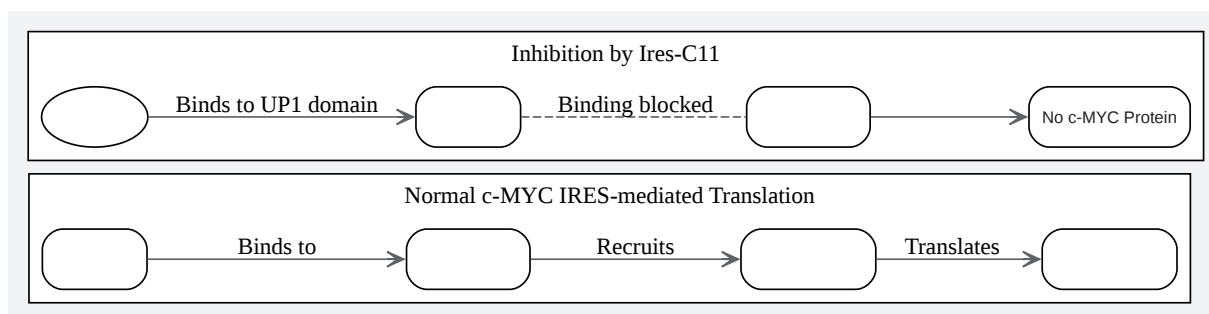 Inhibition by Ires-C11
Binds to UP1 domain
Binding blocked
No c-MYC Protein
Normal c-MYC IRES-mediated Translation
Binds to
Recruits
Translates